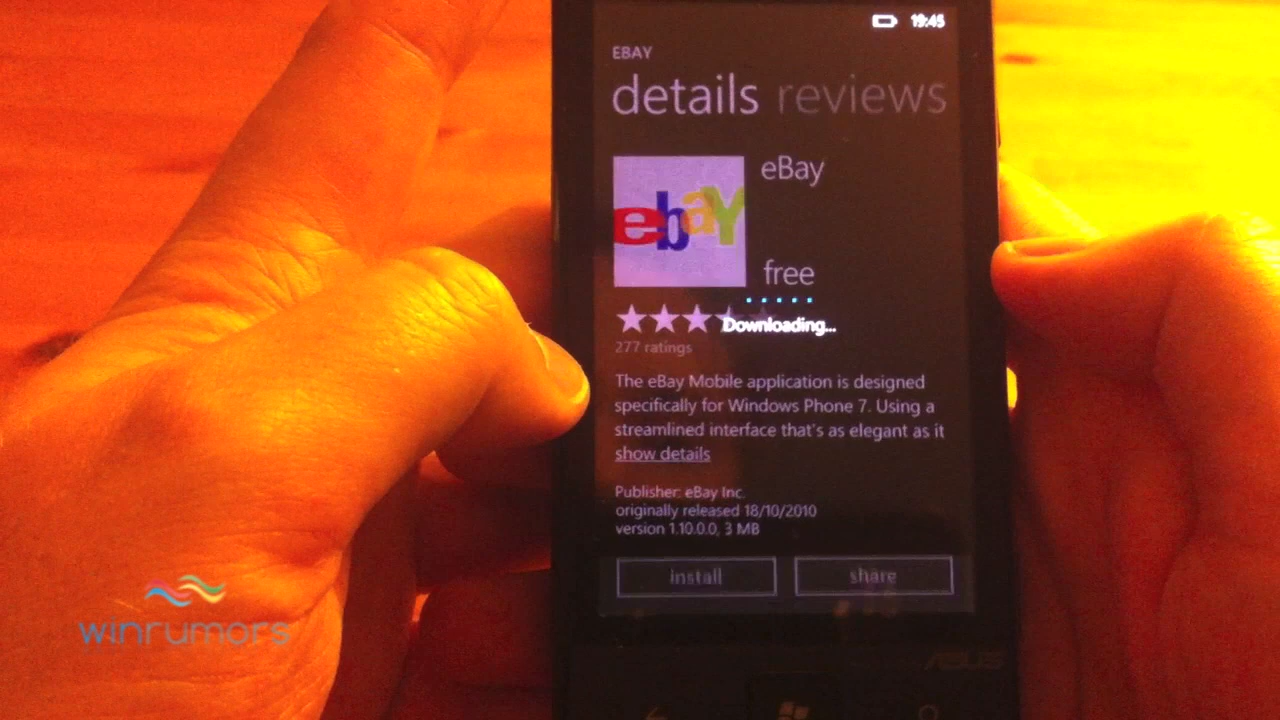 19:45
EBAY
details reviews
ebay
eBay
free
Downloading...
277 ratings
The eBay Mobile application is designed
specifically for Windows Phone 7. Using a
streamlined interface that's as elegant as it
show details
Publisher: eBay Inc.
originally released 18/10/2010
version 1.10.0.0, 3 MB
install share
winrumors
ASUS